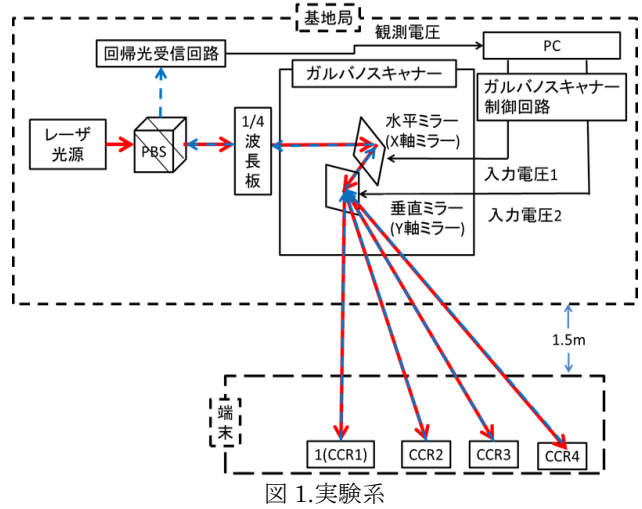 基地局
回帰光受信回路
観測電圧
PC
ガルバノスキャナー
ガルバノスキャナー
制御回路
レーザ
光源
PBS
1/4
波
長
板
水平ミラー
(X軸ミラー)
入力電圧1
垂直ミラー
(Y軸ミラー)
入力電圧2
1.5m
端
末
1(CCR1)
CCR2
CCR3
CCR4
図 1.実験系